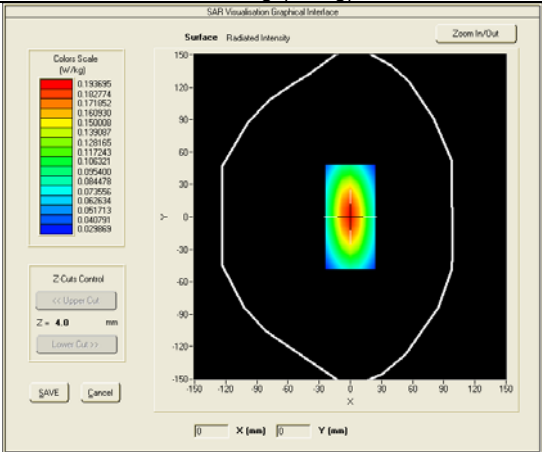 SAR Visualisation Graphical Interface
Surface Radiated Intensity
Zoom In/Out
Colors Scale
(W/kg)
0.193695
0.182774
0.171852
0.160930
0.150008
0.139087
0.128165
0.117243
0.106321
0.095400
0.084478
0.073556
0.062634
0.051713
0.040791
0.029869
Z-Cuts Control
<< Upper Cut
Z = 4.0 mm
Lower Cut >>
SAVE Cancel
150
120
90
60
30
0
-30
-60
-90
-120
-150
Y
-150 -120 -90 -60 -30 0 30 60 90 120 150
X
0 X (mm) 0 Y (mm)